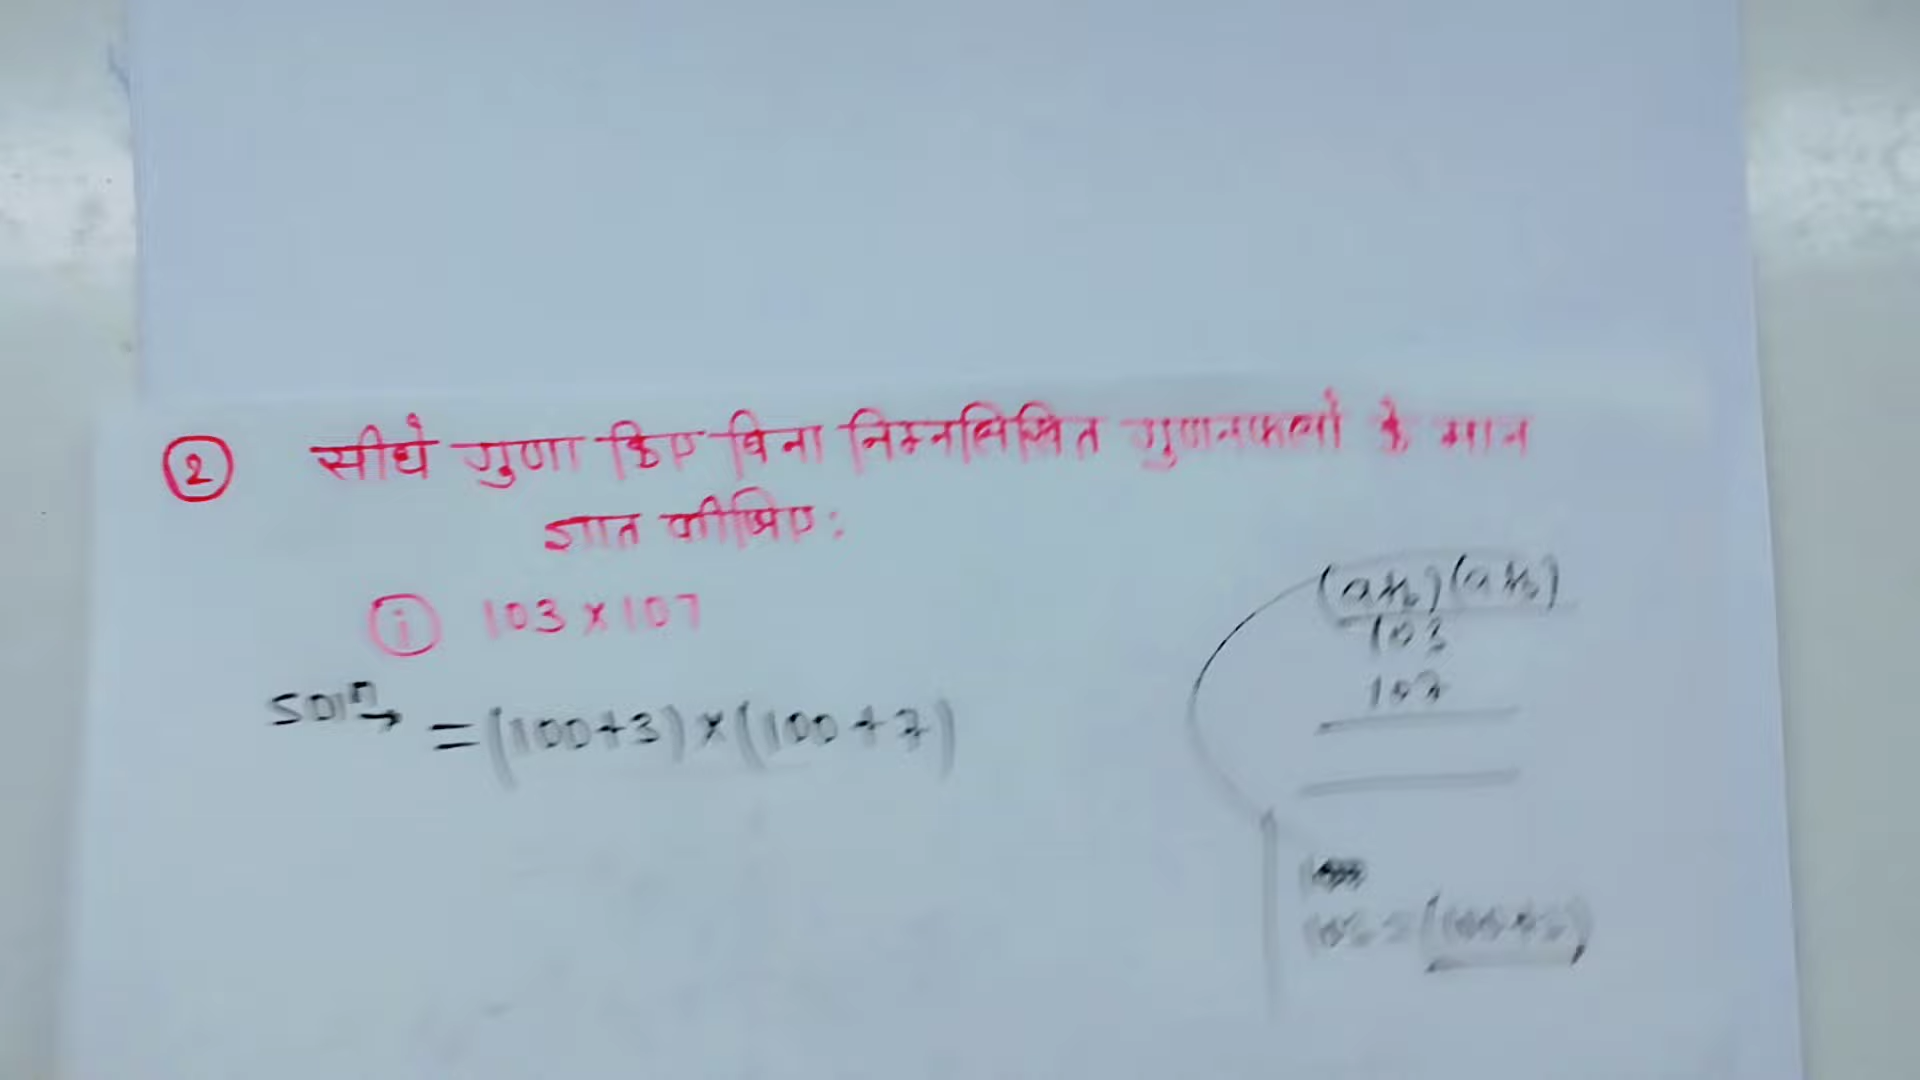 ② सीधे गुणा किए बिना निम्नलिखित गुणनफलों के मान
ज्ञात कीजिए:
(i) 103 × 107
Soln→ = (100+3) × (100+7)
103
107